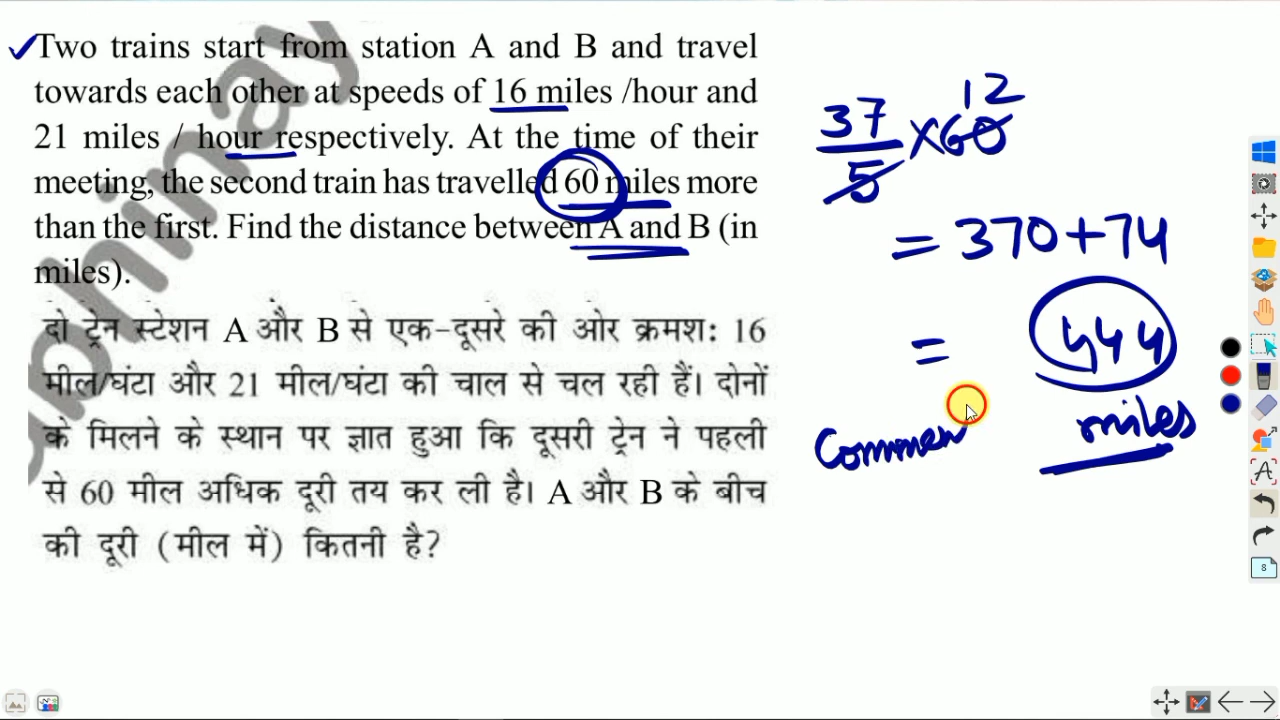 Two trains start from station A and B and travel
towards each other at speeds of 16 miles /hour and
21 miles / hour respectively. At the time of their
meeting, the second train has travelled 60 miles more
than the first. Find the distance between A and B (in
miles).
दो ट्रेन स्टेशन A और B से एक-दूसरे की ओर क्रमश: 16
मील/घंटा और 21 मील/घंटा की चाल से चल रही हैं। दोनों
के मिलने के स्थान पर ज्ञात हुआ कि दूसरी ट्रेन ने पहली
से 60 मील अधिक दूरी तय कर ली है। A और B के बीच
की दूरी (मील में) कितनी है?
12
37/5 × 60
= 370 + 74
= 444
miles
Commen
A
8